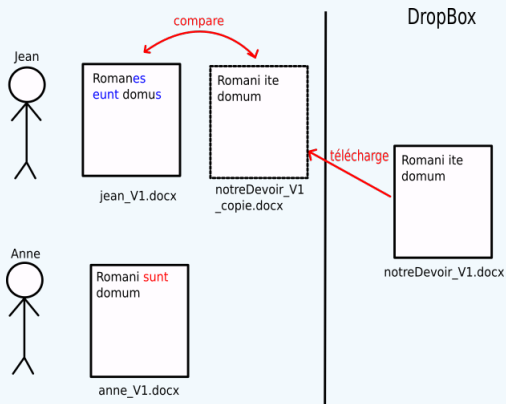 DropBox
compare
Jean
Romanes
eunt domus
Romani ite
domum
télécharge
Romani ite
domum
jean_V1.docx
notreDevoir_V1
_copie.docx
notreDevoir_V1.docx
Anne
Romani sunt
domum
anne_V1.docx